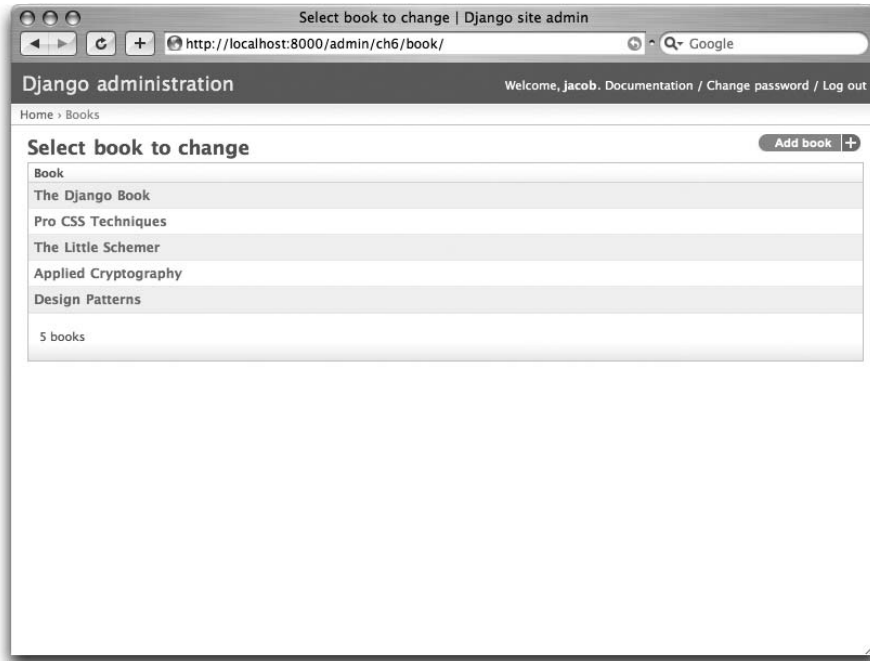 Select book to change | Django site admin
http://localhost:8000/admin/ch6/book/
Google
Django administration
Welcome, jacob. Documentation / Change password / Log out
Home › Books
Select book to change
Add book +
Book
The Django Book
Pro CSS Techniques
The Little Schemer
Applied Cryptography
Design Patterns
5 books